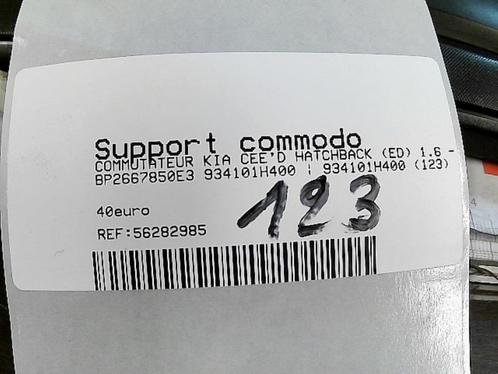 Support commodo
COMMUTATEUR KIA CEE'D HATCHBACK (ED) 1.6 -
BP2667850E3 934101H400 | 934101H400 (123)
40euro
123
REF:56282985